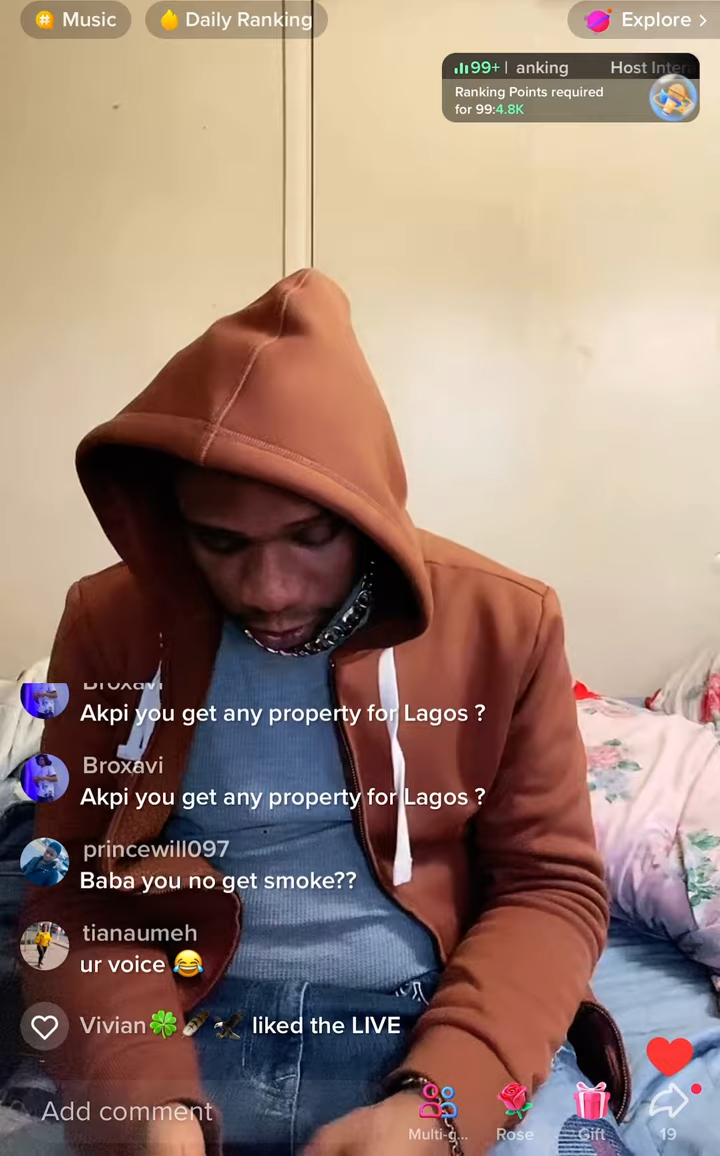 Music
Daily Ranking
Explore
99+ | anking Host Inter
Ranking Points required
for 99:4.8K
Broxavi
Akpi you get any property for Lagos ?
Broxavi
Akpi you get any property for Lagos ?
princewill097
Baba you no get smoke??
tianaumeh
ur voice 😂
Vivian🍀🪶🦅 liked the LIVE
Add comment
Multi-g...
Rose
Gift
19